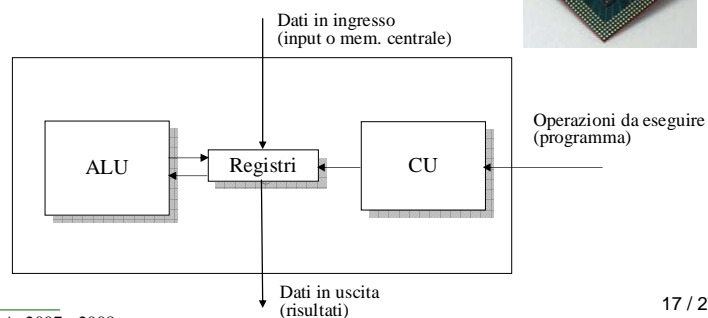 Dati in ingresso
(input o mem. centrale)
Operazioni da eseguire
(programma)
ALU
Registri
CU
Dati in uscita
(risultati)
17 / 2